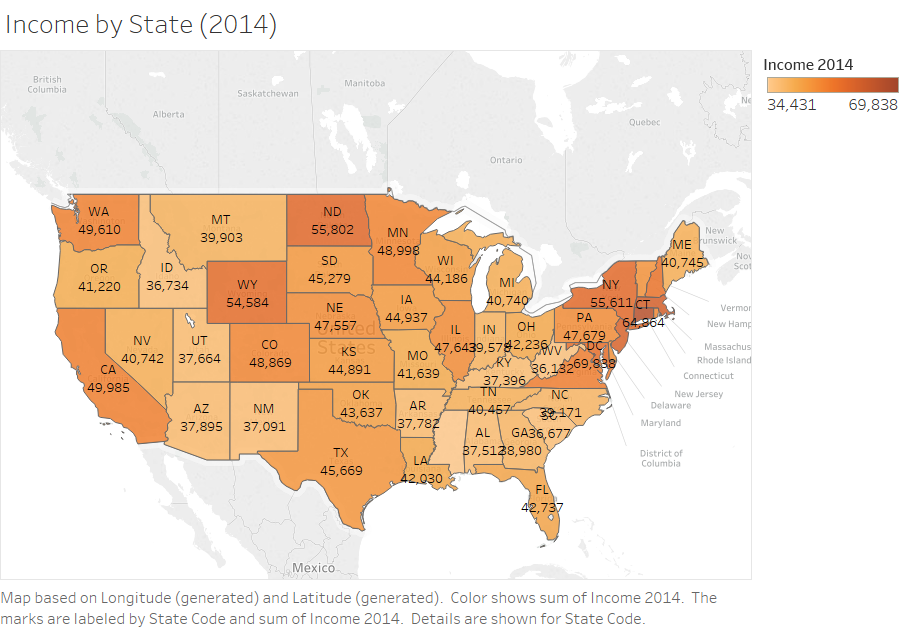 Income by State (2014)
Income 2014
34,431 69,838
British
Columbia
Alberta
Saskatchewan
Manitoba
Ontario
Quebec
Ne
New
runswick
Nov
Scot
WA
49,610
MT
39,903
ND
55,802
MN
48,998
ME
40,745
OR
41,220
ID
36,734
WY
54,584
SD
45,279
WI
44,186
MI
40,740
NY
55,611
CT
64,864
NV
40,742
UT
37,664
CO
48,869
NE
47,557
IA
44,937
IL
47,643
IN
39,578
OH
42,236
PA
47,679
DC
69,838
United
States
CA
49,985
KS
44,891
MO
41,639
KY
37,396
WV
36,132
AZ
37,895
NM
37,091
OK
43,637
AR
37,782
TN
40,457
NC
39,171
SC
36,677
TX
45,669
LA
42,030
AL
37,512
GA
38,980
FL
42,737
Vermor
New Hamp
Massachus
Rhode Island
Connecticut
New Jersey
Delaware
Maryland
District of
Columbia
Mexico
Map based on Longitude (generated) and Latitude (generated).  Color shows sum of Income 2014.  The
marks are labeled by State Code and sum of Income 2014.  Details are shown for State Code.